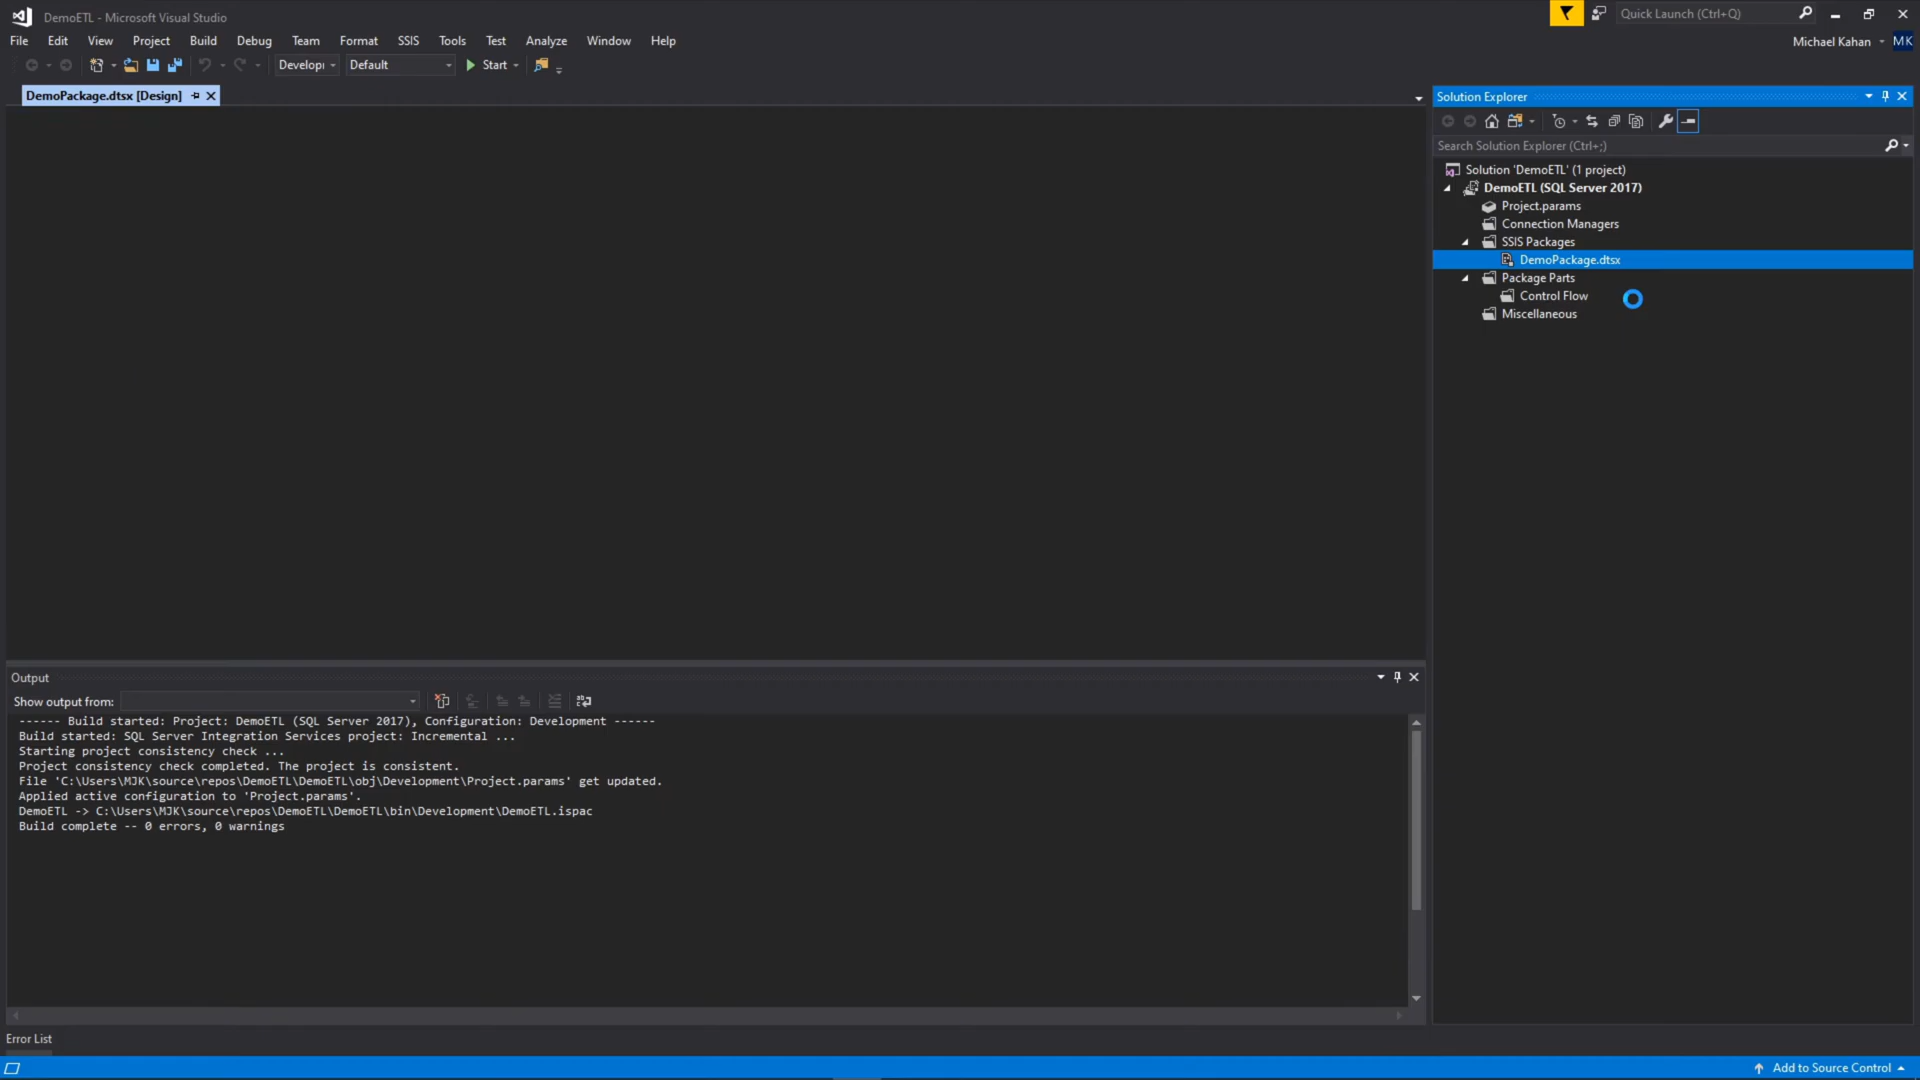 DemoETL - Microsoft Visual Studio
Quick Launch (Ctrl+Q)
File Edit View Project Build Debug Team Format SSIS Tools Test Analyze Window Help
Michael Kahan MK
Developı Default Start
DemoPackage.dtsx [Design]
Solution Explorer
Search Solution Explorer (Ctrl+;)
Solution 'DemoETL' (1 project)
DemoETL (SQL Server 2017)
Project.params
Connection Managers
SSIS Packages
DemoPackage.dtsx
Package Parts
Control Flow
Miscellaneous
Output
Show output from:
------ Build started: Project: DemoETL (SQL Server 2017), Configuration: Development ------
Build started: SQL Server Integration Services project: Incremental ...
Starting project consistency check ...
Project consistency check completed. The project is consistent.
File 'C:\Users\MJK\source\repos\DemoETL\DemoETL\obj\Development\Project.params' get updated.
Applied active configuration to 'Project.params'.
DemoETL -> C:\Users\MJK\source\repos\DemoETL\DemoETL\bin\Development\DemoETL.ispac
Build complete -- 0 errors, 0 warnings
Error List
Add to Source Control